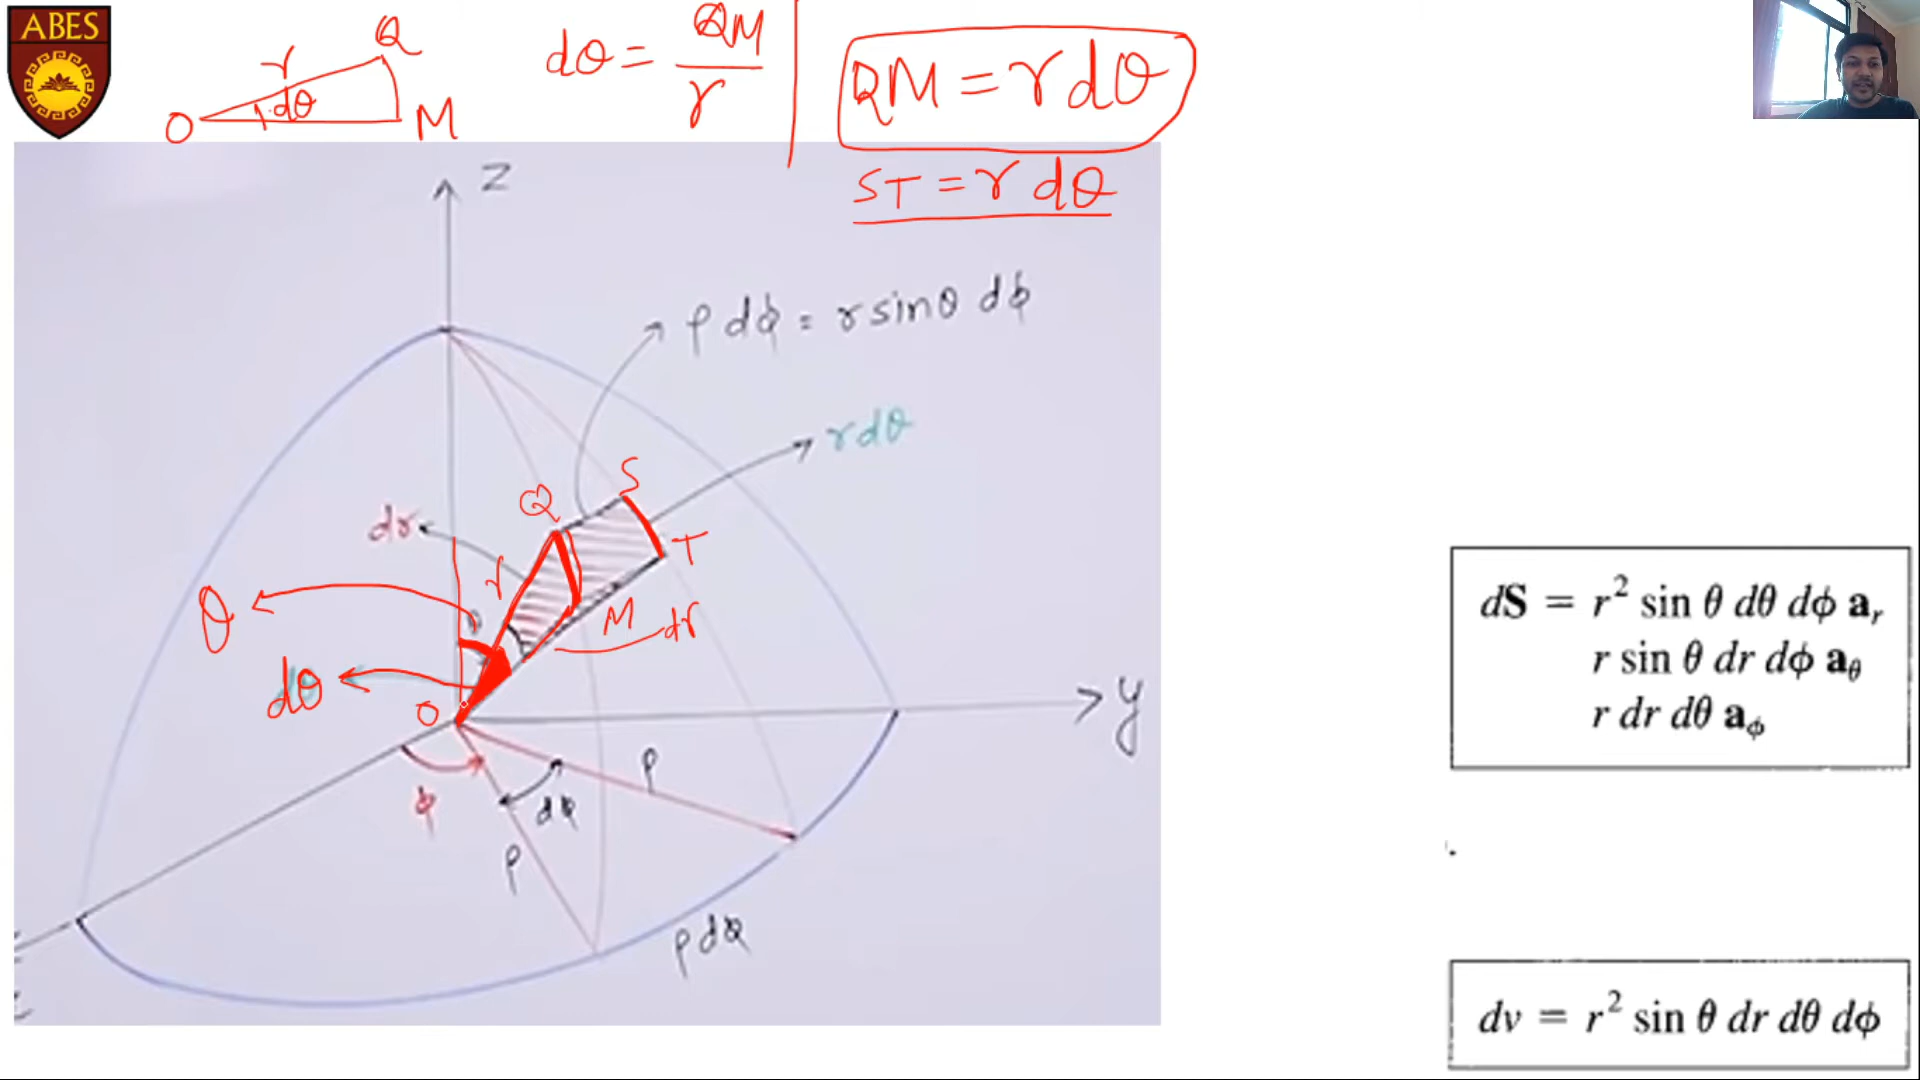 ABES
r
Q
O
dθ
M
dθ = QM / r
QM = r dθ
ST = r dθ
z
ρ dϕ = r sinθ dϕ
r dθ
S
Q
dr
T
r
θ
M
dr
dθ
O
y
ρ
ϕ
dϕ
ρ
ρ dϕ
dS = r² sin θ dθ dϕ aᵣ
r sin θ dr dϕ a_θ
r dr dθ a_ϕ
dv = r² sin θ dr dθ dϕ